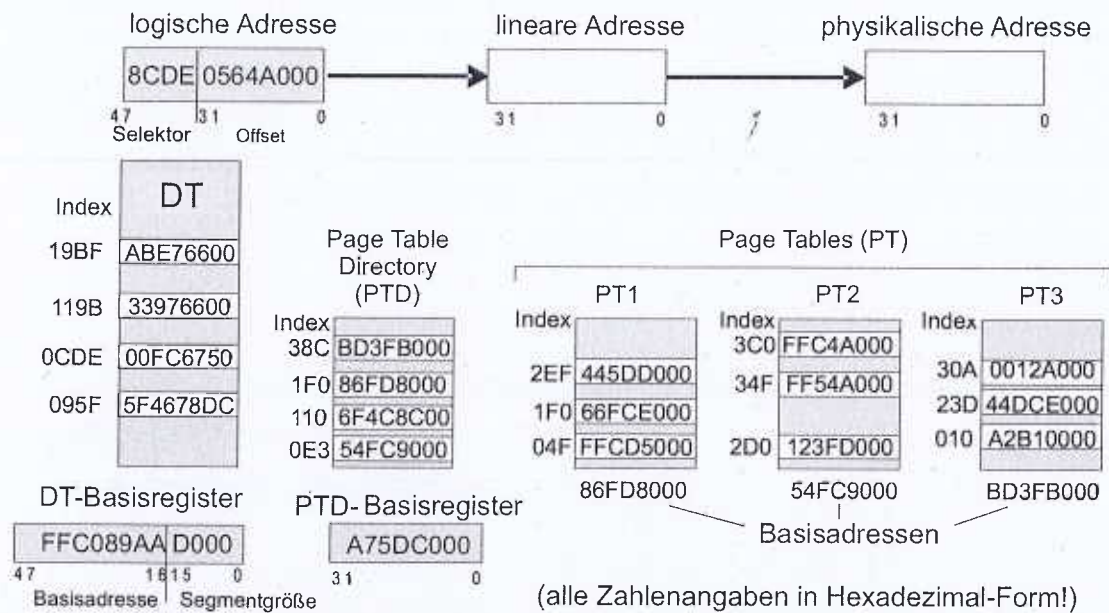 logische Adresse
lineare Adresse
physikalische Adresse
8CDE 0564A000
47 31 0
31 0
31 0
Selektor Offset
DT
Index
19BF ABE76600
119B 33976600
0CDE 00FC6750
095F 5F4678DC
Page Table
Directory
(PTD)
Index
38C BD3FB000
1F0 86FD8000
110 6F4C8C00
0E3 54FC9000
Page Tables (PT)
PT1
Index
2EF 445DD000
1F0 66FCE000
04F FFCD5000
86FD8000
PT2
Index
3C0 FFC4A000
34F FF54A000
2D0 123FD000
54FC9000
PT3
Index
30A 0012A000
23D 44DCE000
010 A2B10000
BD3FB000
Basisadressen
DT-Basisregister
FFC089AA D000
47 16 15 0
Basisadresse Segmentgröße
PTD-Basisregister
A75DC000
31 0
(alle Zahlenangaben in Hexadezimal-Form!)